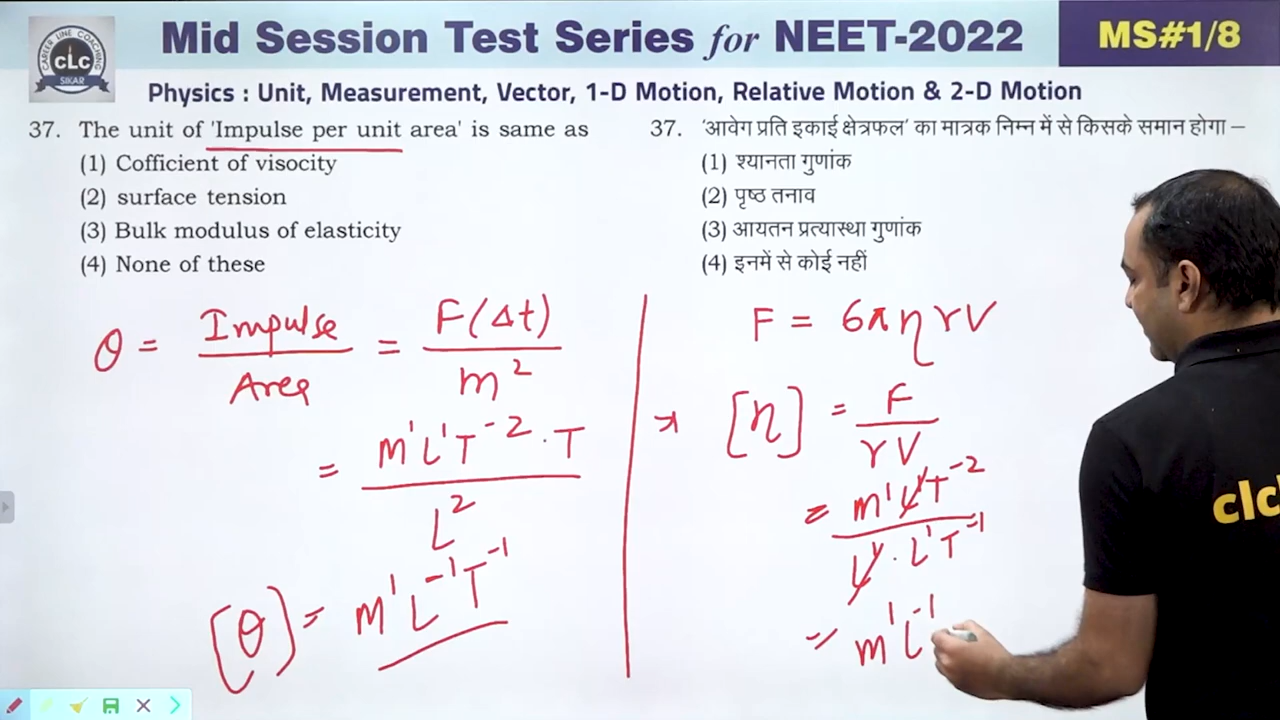 CAREER LINE COACHING
CLC
SIKAR
Mid Session Test Series for NEET-2022
MS#1/8
Physics : Unit, Measurement, Vector, 1-D Motion, Relative Motion & 2-D Motion
37. The unit of 'Impulse per unit area' is same as
(1) Cofficient of visocity
(2) surface tension
(3) Bulk modulus of elasticity
(4) None of these
37. 'आवेग प्रति इकाई क्षेत्रफल' का मात्रक निम्न में से किसके समान होगा –
(1) श्यानता गुणांक
(2) पृष्ठ तनाव
(3) आयतन प्रत्यास्था गुणांक
(4) इनमें से कोई नहीं
θ = Impulse / Area = F(Δt) / m²
= m¹L¹T⁻² · T / L²
[θ] = m¹L⁻¹T⁻¹
F = 6πηrV
[η] = F / rV
= m¹L¹T⁻² / L¹ · L¹T⁻¹
= m¹L⁻¹
clc